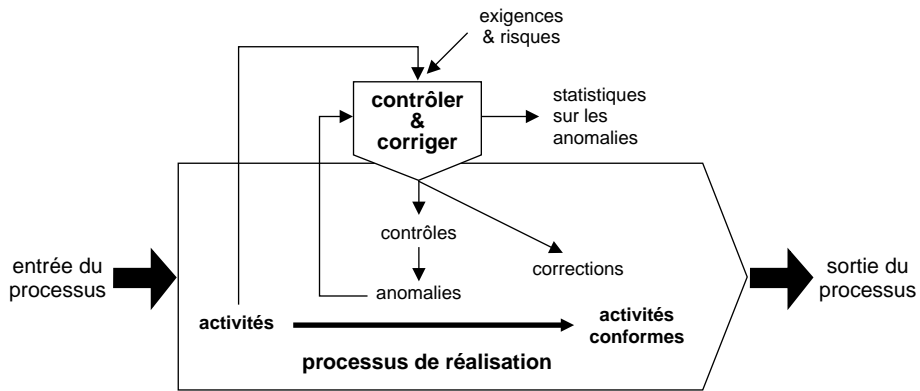 exigences
& risques
contrôler
&
corriger
statistiques
sur les
anomalies
contrôles
corrections
anomalies
entrée du
processus
sortie du
processus
activités
activités
conformes
processus de réalisation